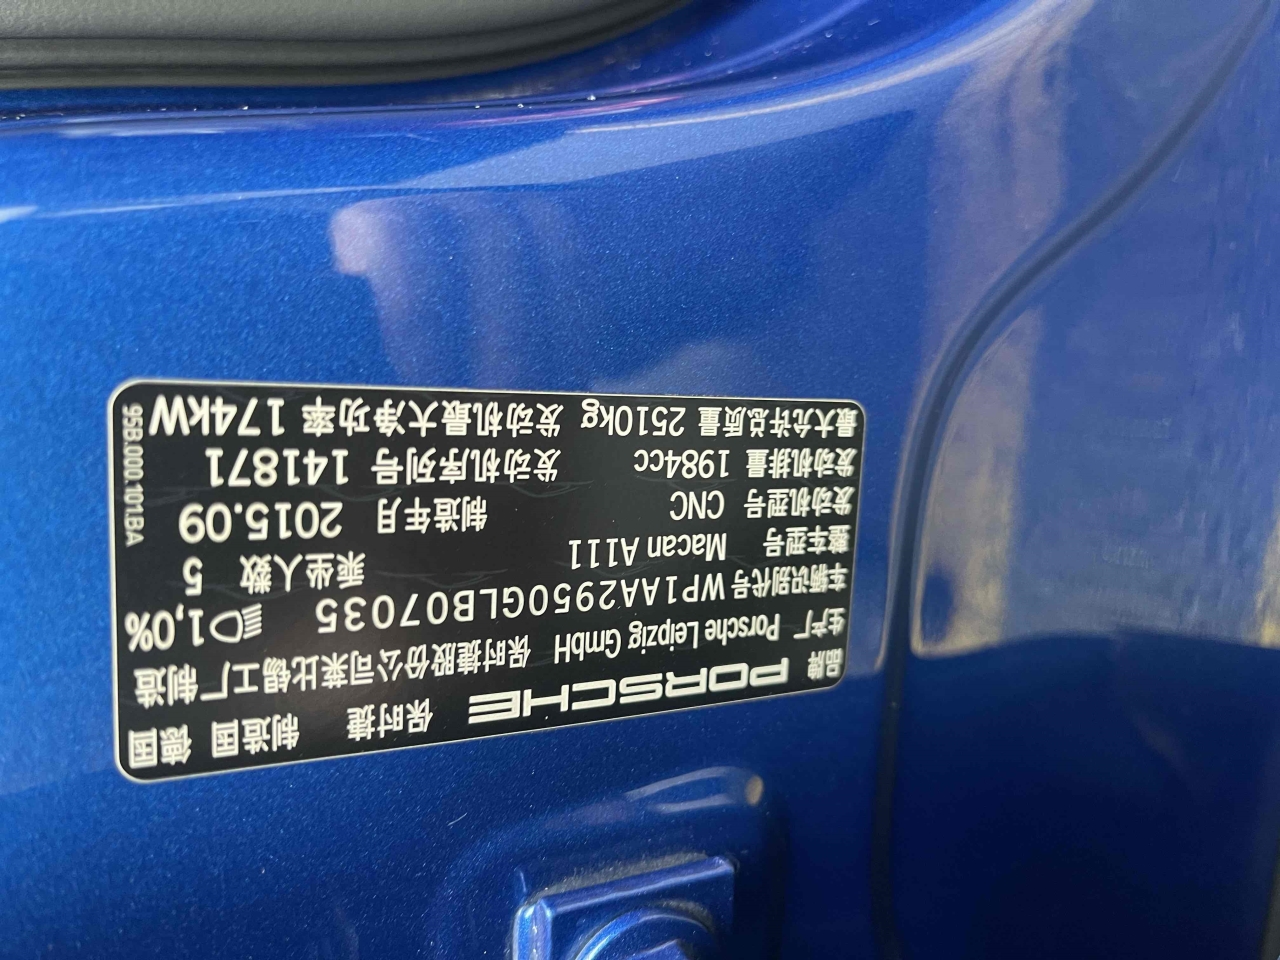 品牌 PORSCHE 保时捷 制造国 德国
生产厂 Porsche Leipzig GmbH 保时捷股份公司莱比锡工厂制造
车辆识别代号 WP1AA2950GLB07035 1,0%
整车型号 Macan A111 乘坐人数 5
发动机型号 CNC 制造年月 2015.09
发动机排量 1984cc 发动机序列号 141871
最大允许总质量 2510kg 发动机最大净功率 174kW
95B.000.101.BA